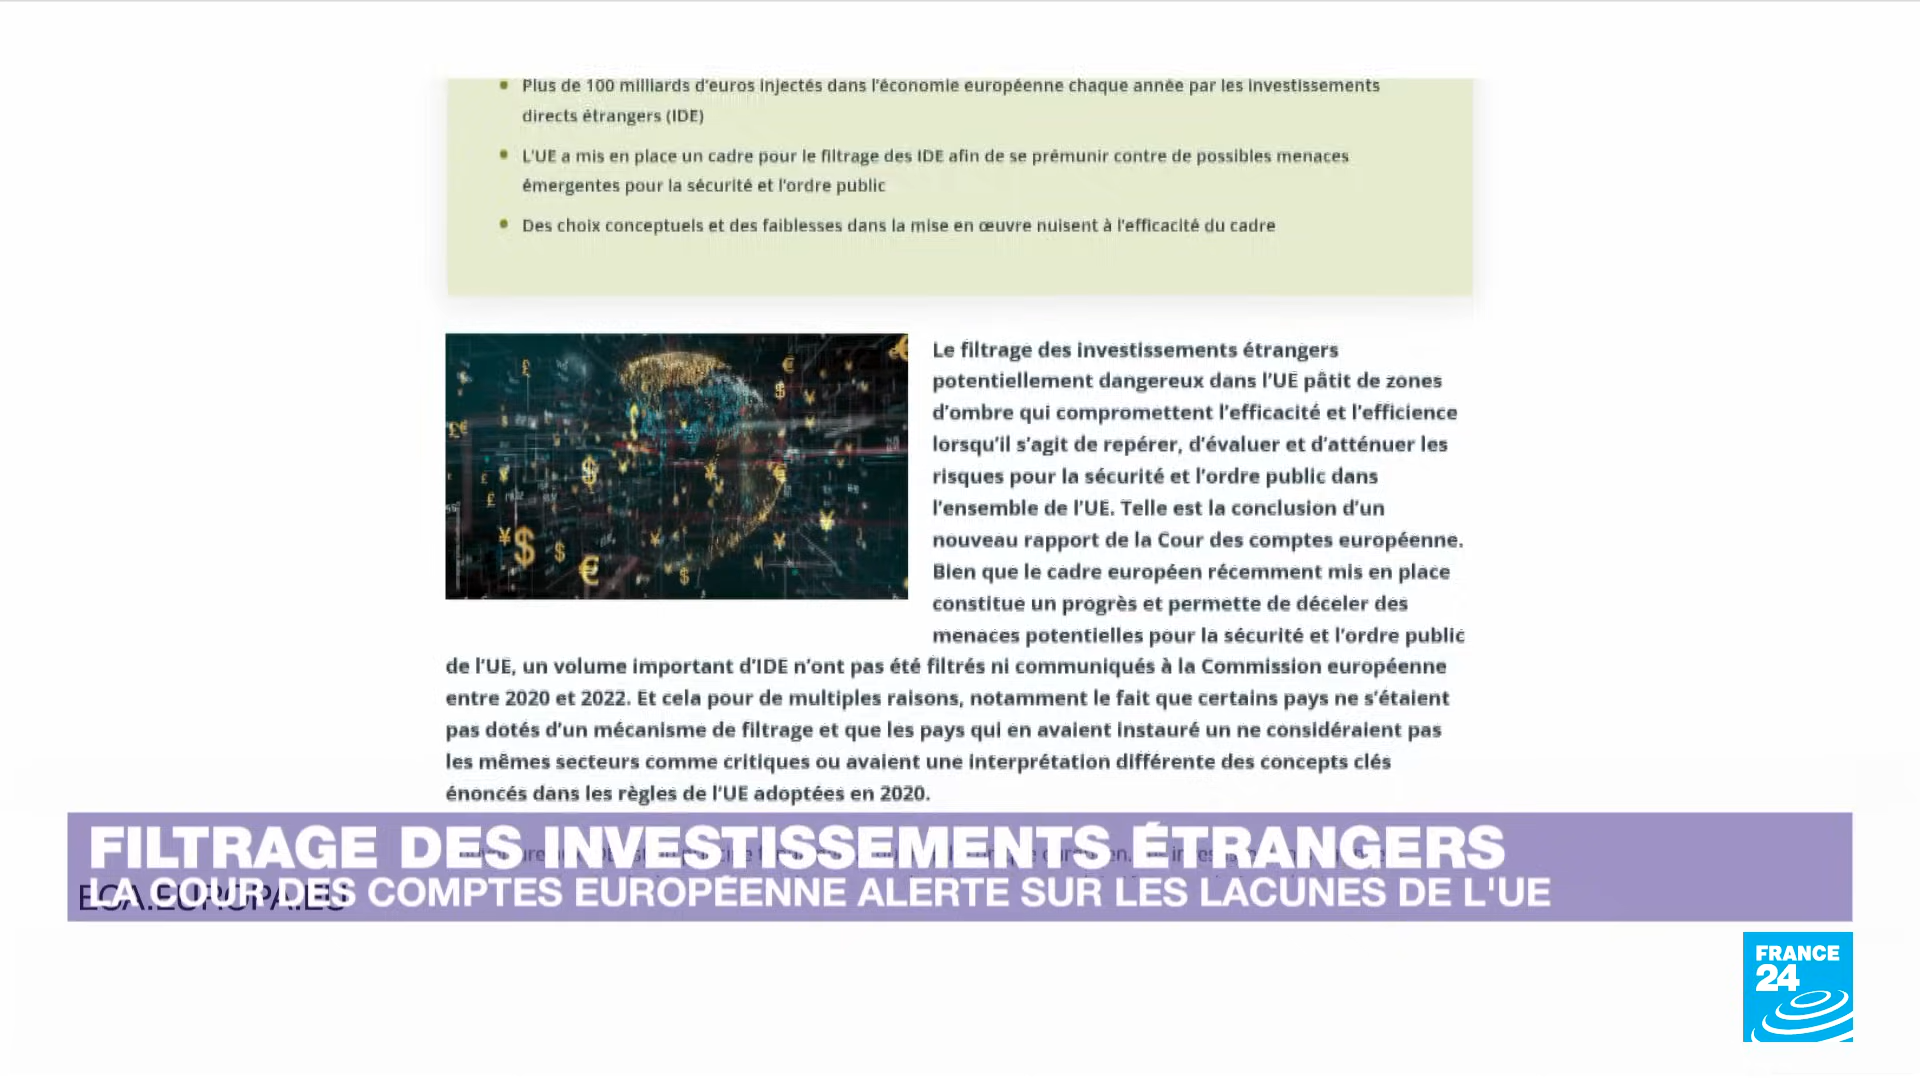 Plus de 100 milliards d'euros injectés dans l'économie européenne chaque année par les investissements
directs étrangers (IDE)
L'UE a mis en place un cadre pour le filtrage des IDE afin de se prémunir contre de possibles menaces
émergentes pour la sécurité et l'ordre public
Des choix conceptuels et des faiblesses dans la mise en œuvre nuisent à l'efficacité du cadre
Le filtrage des investissements étrangers
potentiellement dangereux dans l'UE pâtit de zones
d'ombre qui compromettent l'efficacité et l'efficience
lorsqu'il s'agit de repérer, d'évaluer et d'atténuer les
risques pour la sécurité et l'ordre public dans
l'ensemble de l'UE. Telle est la conclusion d'un
nouveau rapport de la Cour des comptes européenne.
Bien que le cadre européen récemment mis en place
constitue un progrès et permette de déceler des
menaces potentielles pour la sécurité et l'ordre public
de l'UE, un volume important d'IDE n'ont pas été filtrés ni communiqués à la Commission européenne
entre 2020 et 2022. Et cela pour de multiples raisons, notamment le fait que certains pays ne s'étaient
pas dotés d'un mécanisme de filtrage et que les pays qui en avaient instauré un ne considéraient pas
les mêmes secteurs comme critiques ou avaient une interprétation différente des concepts clés
énoncés dans les règles de l'UE adoptées en 2020.
FILTRAGE DES INVESTISSEMENTS ÉTRANGERS
LA COUR DES COMPTES EUROPÉENNE ALERTE SUR LES LACUNES DE L'UE
ECA.EUROPA.EU
FRANCE
24